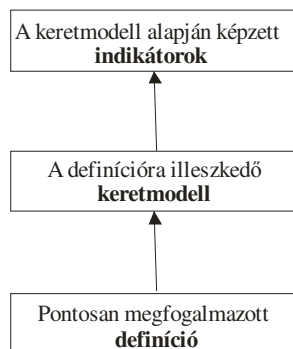 A keretmodell alapján képzett
indikátorok
A definícióra illeszkedő
keretmodell
Pontosan megfogalmazott
definíció